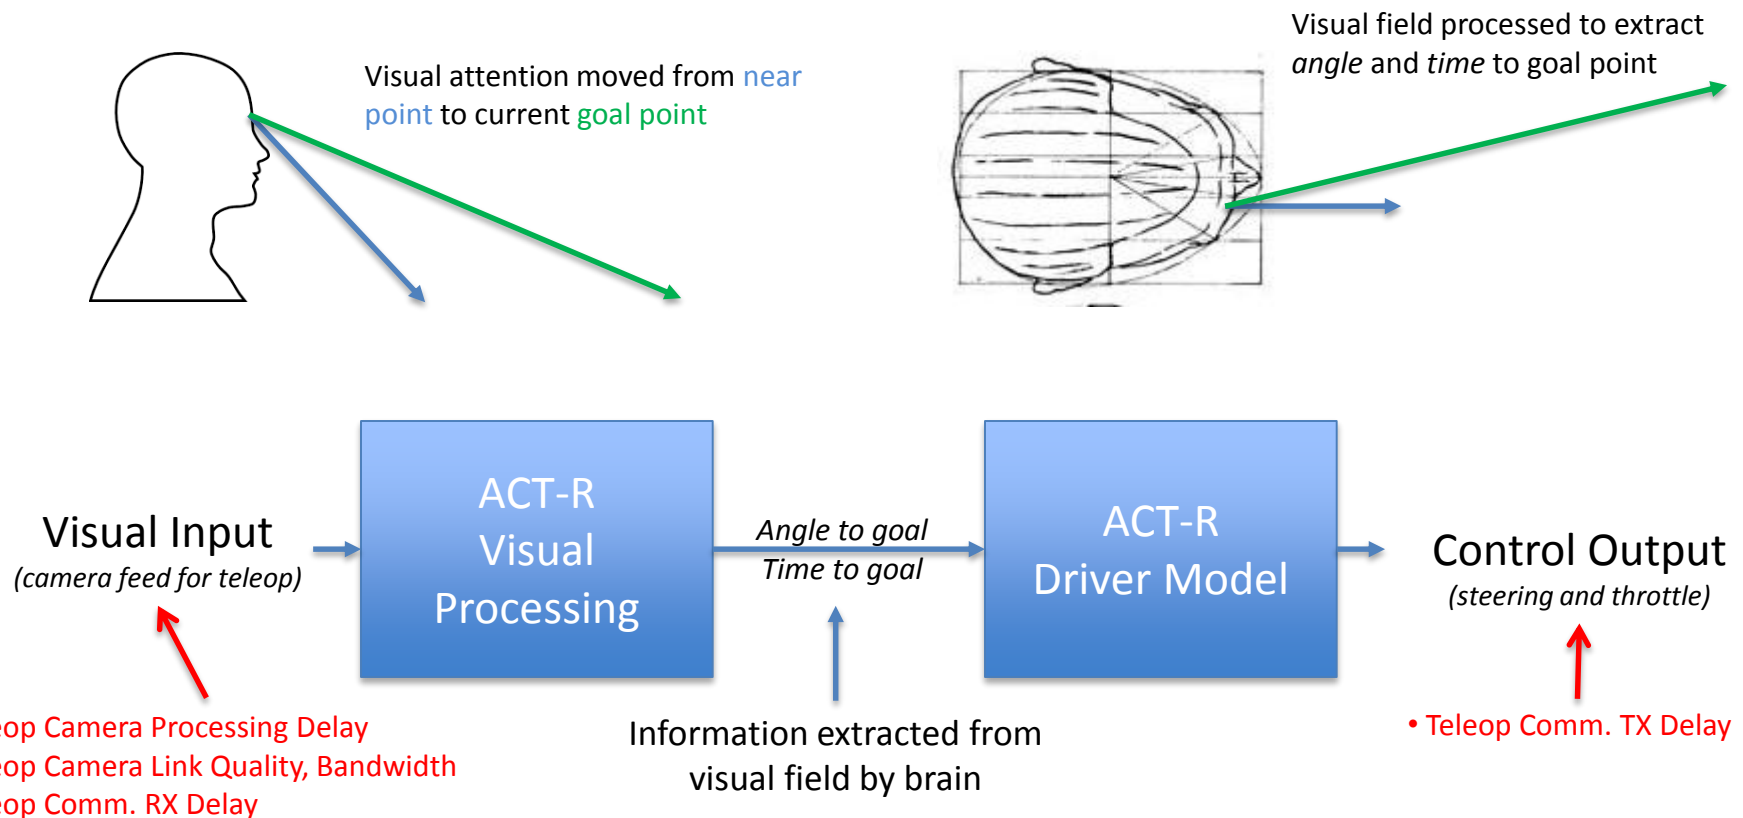 Visual attention moved from near
point to current goal point
Visual field processed to extract
angle and time to goal point
Visual Input
(camera feed for teleop)
ACT-R
Visual
Processing
Angle to goal
Time to goal
ACT-R
Driver Model
Control Output
(steering and throttle)
eop Camera Processing Delay
eop Camera Link Quality, Bandwidth
eop Comm. RX Delay
Information extracted from
visual field by brain
• Teleop Comm. TX Delay